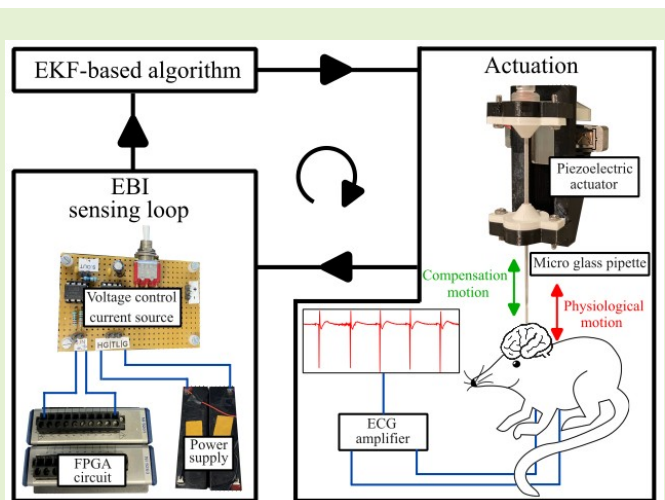 EKF-based algorithm
Actuation
Piezoelectric
actuator
EBI
sensing loop
Voltage control
current source
Micro glass pipette
Compensation
motion
Physiological
motion
ECG
amplifier
FPGA
circuit
Power
supply